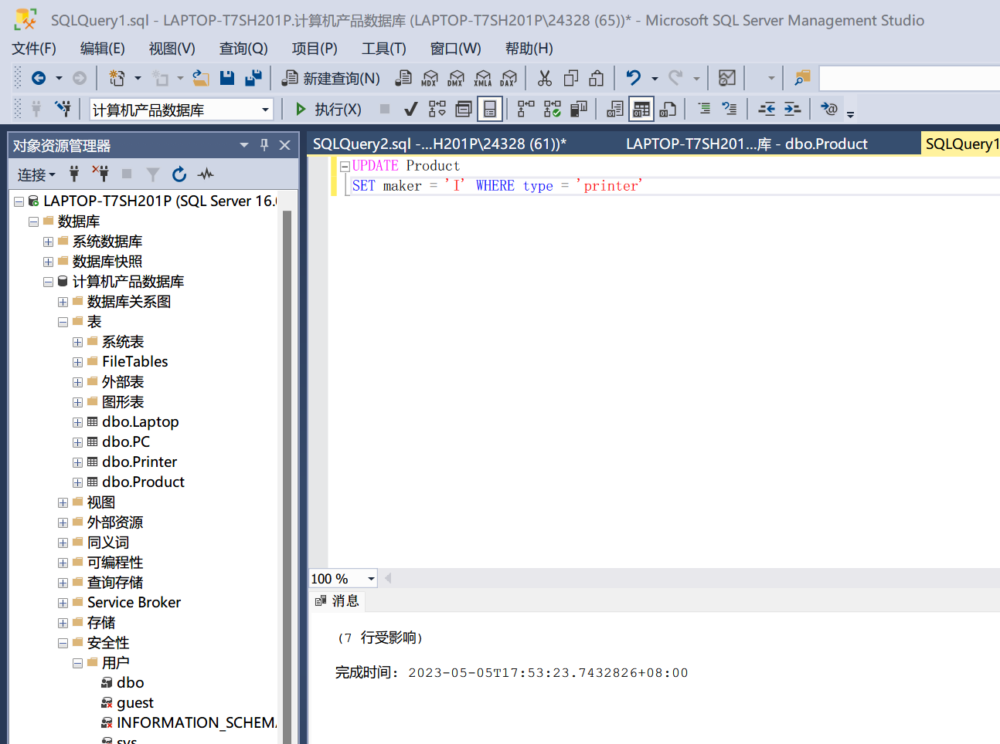 SQLQuery1.sql - LAPTOP-T7SH201P.计算机产品数据库 (LAPTOP-T7SH201P\24328 (65))* - Microsoft SQL Server Management Studio
文件(F) 编辑(E) 视图(V) 查询(Q) 项目(P) 工具(T) 窗口(W) 帮助(H)
新建查询(N) MDX DMX XMLA DAX
计算机产品数据库 执行(X)
对象资源管理器
连接
LAPTOP-T7SH201P (SQL Server 16.
数据库
系统数据库
数据库快照
计算机产品数据库
数据库关系图
表
系统表
FileTables
外部表
图形表
dbo.Laptop
dbo.PC
dbo.Printer
dbo.Product
视图
外部资源
同义词
可编程性
查询存储
Service Broker
存储
安全性
用户
dbo
guest
INFORMATION_SCHEMA
sys
SQLQuery2.sql -...H201P\24328 (61))* LAPTOP-T7SH201...库 - dbo.Product SQLQuery1
UPDATE Product
SET maker = 'I' WHERE type = 'printer'
100 %
消息
(7 行受影响)
完成时间: 2023-05-05T17:53:23.7432826+08:00